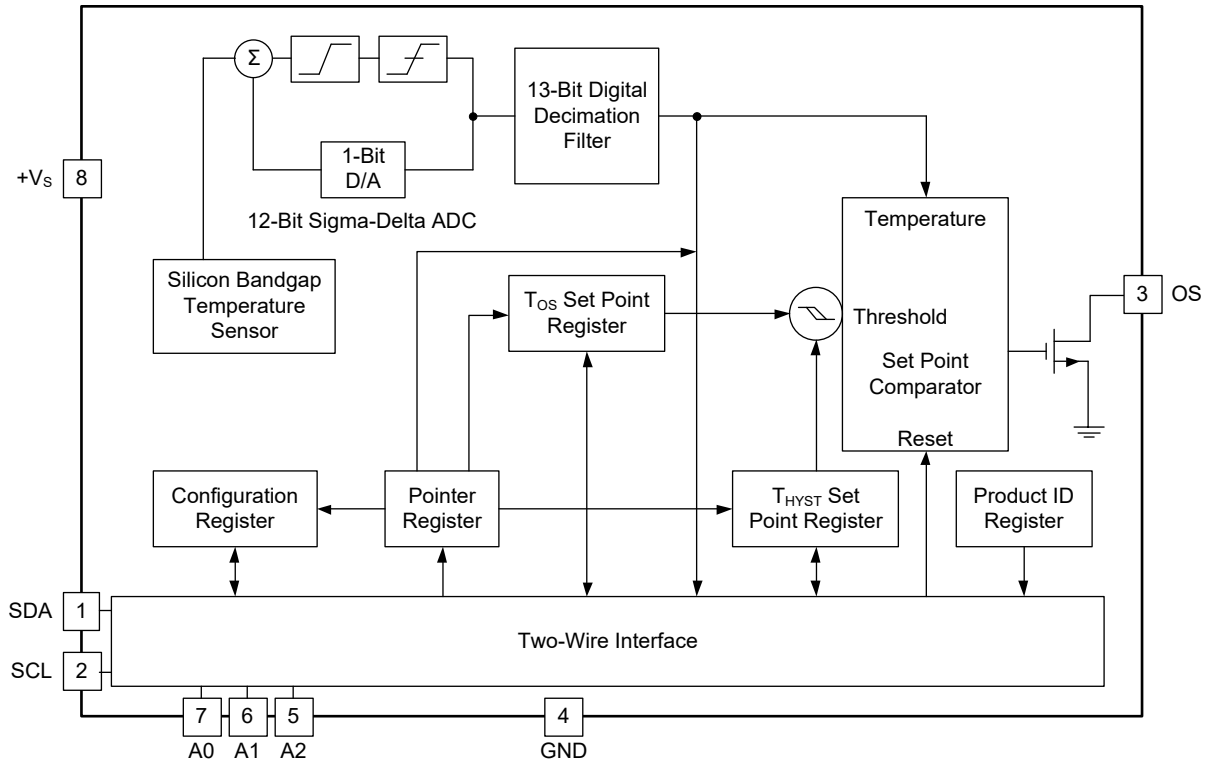 Σ
13-Bit Digital
Decimation
Filter
1-Bit
D/A
12-Bit Sigma-Delta ADC
+VS
8
Silicon Bandgap
Temperature
Sensor
TOS Set Point
Register
Temperature
Threshold
Set Point
Comparator
Reset
3
OS
Configuration
Register
Pointer
Register
THYST Set
Point Register
Product ID
Register
SDA
1
SCL
2
Two-Wire Interface
7
6
5
4
A0
A1
A2
GND